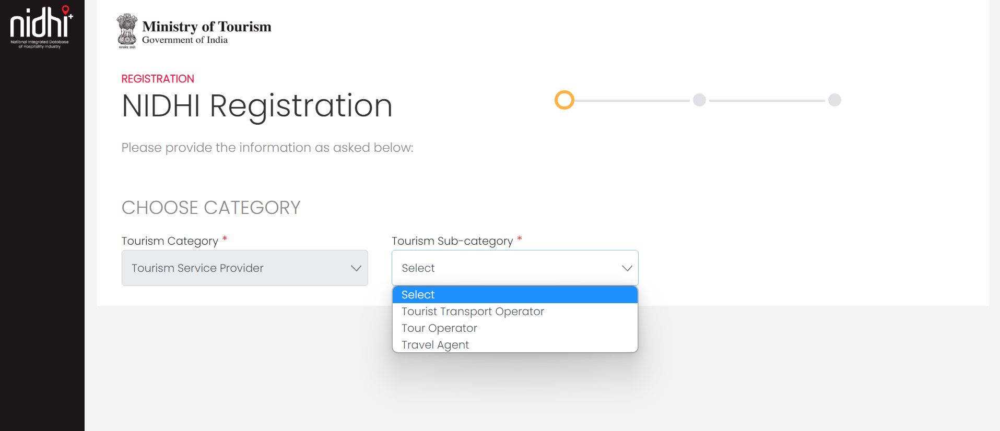 nidhi+
National Integrated Database
of Hospitality Industry
Ministry of Tourism
Government of India
सत्यमेव जयते
REGISTRATION
NIDHI Registration
Please provide the information as asked below:
CHOOSE CATEGORY
Tourism Category *
Tourism Service Provider
Tourism Sub-category *
Select
Select
Tourist Transport Operator
Tour Operator
Travel Agent